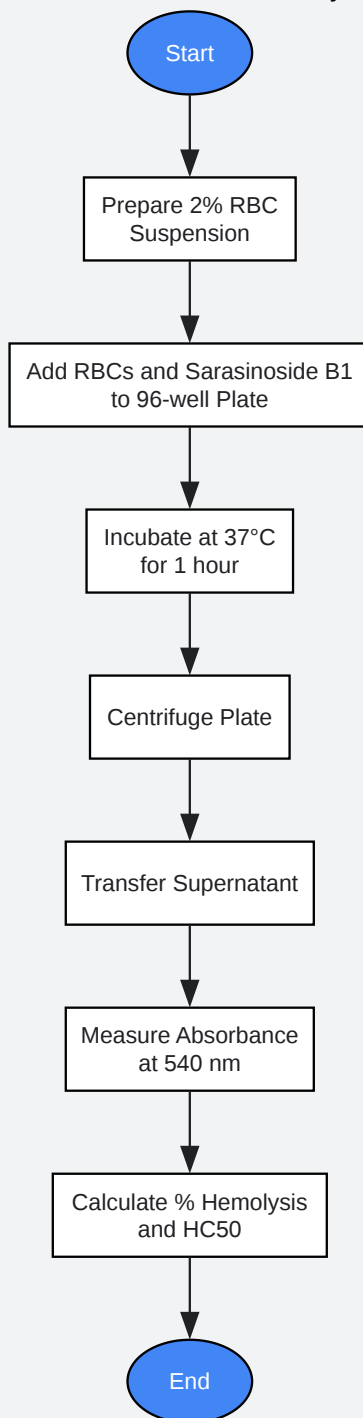 Start
Prepare 2% RBC
Suspension
Add RBCs and Sarasinoside B1
to 96-well Plate
Incubate at 37°C
for 1 hour
Centrifuge Plate
Transfer Supernatant
Measure Absorbance
at 540 nm
Calculate % Hemolysis
and HC50
End